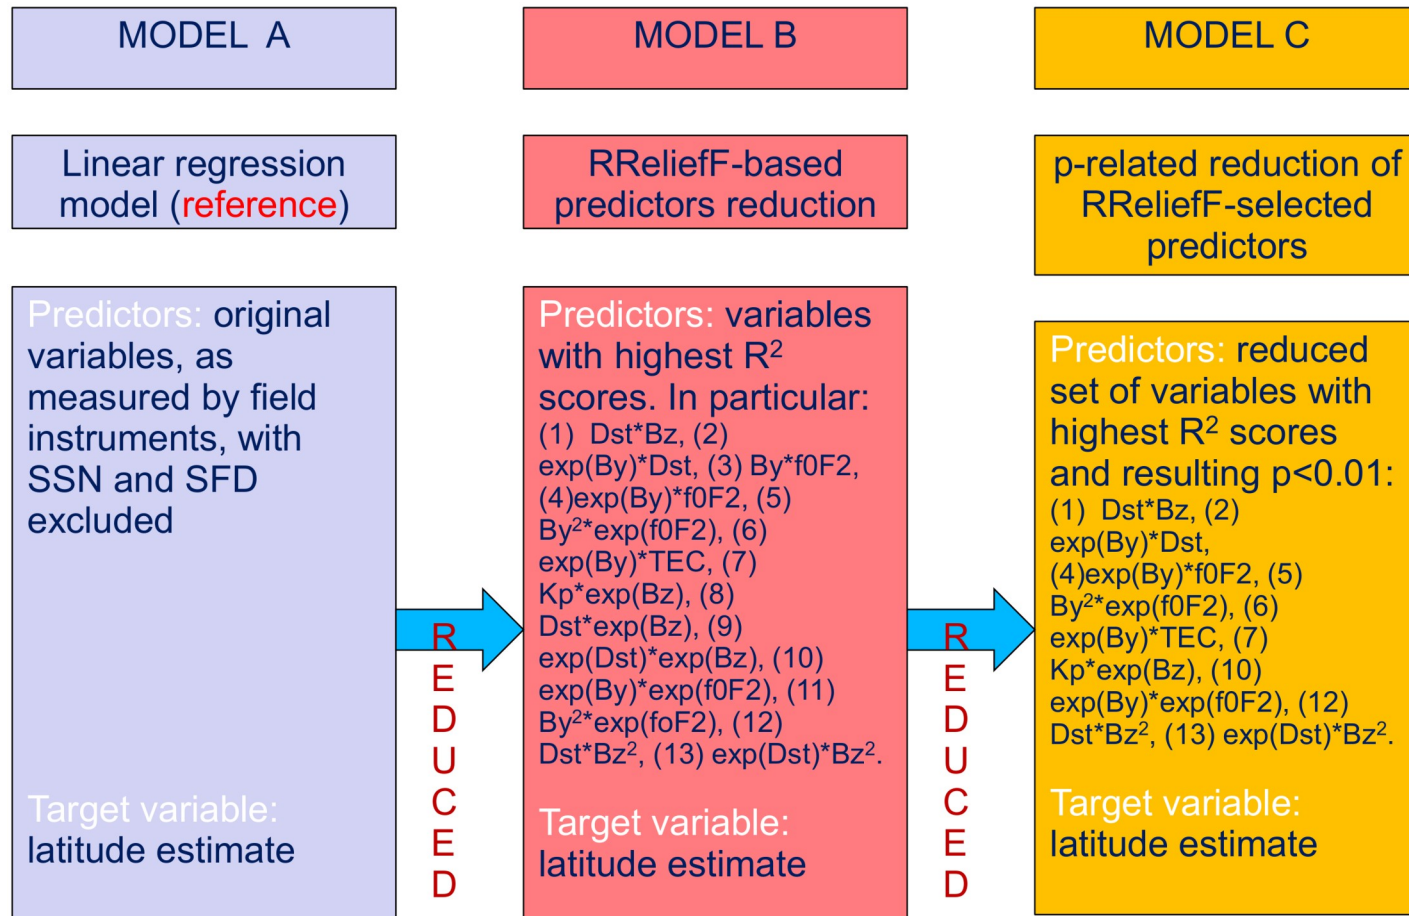 MODEL  A
Linear regression
model (reference)
Predictors: original
variables, as
measured by field
instruments, with
SSN and SFD
excluded
Target variable:
latitude estimate
R
E
D
U
C
E
D
MODEL B
RReliefF-based
predictors reduction
Predictors: variables
with highest R²
scores. In particular:
(1)  Dst*Bz, (2)
exp(By)*Dst, (3) By*f0F2,
(4)exp(By)*f0F2, (5)
By²*exp(f0F2), (6)
exp(By)*TEC, (7)
Kp*exp(Bz), (8)
Dst*exp(Bz), (9)
exp(Dst)*exp(Bz), (10)
exp(By)*exp(f0F2), (11)
By²*exp(foF2), (12)
Dst*Bz², (13) exp(Dst)*Bz².
Target variable:
latitude estimate
R
E
D
U
C
E
D
MODEL C
p-related reduction of
RReliefF-selected
predictors
Predictors: reduced
set of variables with
highest R² scores
and resulting p<0.01:
(1)  Dst*Bz, (2)
exp(By)*Dst,
(4)exp(By)*f0F2, (5)
By²*exp(f0F2), (6)
exp(By)*TEC, (7)
Kp*exp(Bz), (10)
exp(By)*exp(f0F2), (12)
Dst*Bz², (13) exp(Dst)*Bz².
Target variable:
latitude estimate